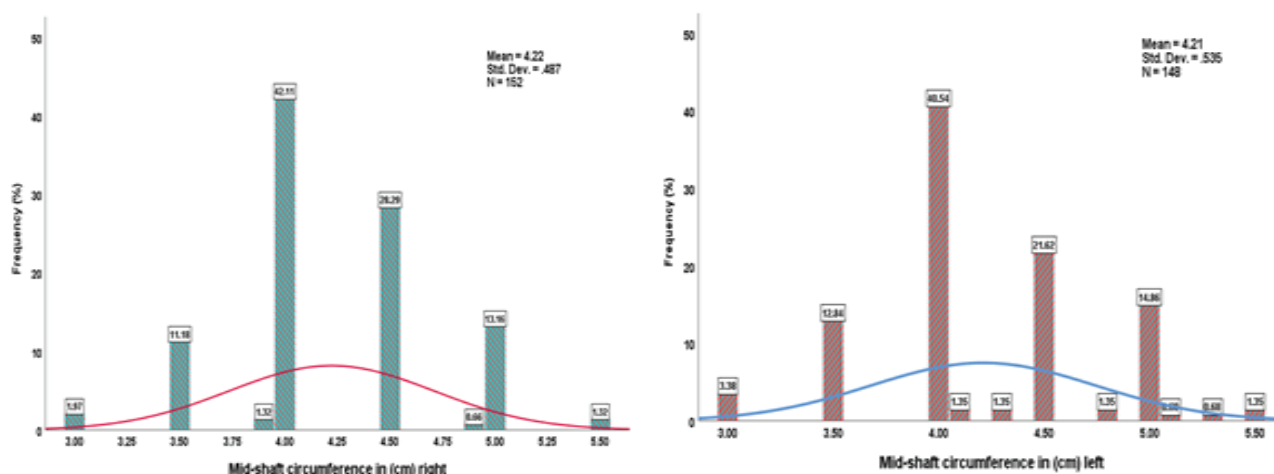 Mean = 4.22
Std. Dev. = .487
N = 152
50
40
30
20
10
0
Frequency (%)
1.97
11.18
1.32
42.11
28.29
0.66
13.16
1.32
3.00 3.25 3.50 3.75 4.00 4.25 4.50 4.75 5.00 5.25 5.50
Mid-shaft circumference in (cm) right
Mean = 4.21
Std. Dev. = .535
N = 148
50
40
30
20
10
0
Frequency (%)
3.38
12.84
40.54
1.35
1.35
21.62
1.35
14.86
0.68
1.35
3.00 3.50 4.00 4.50 5.00 5.50
Mid-shaft circumference in (cm) left